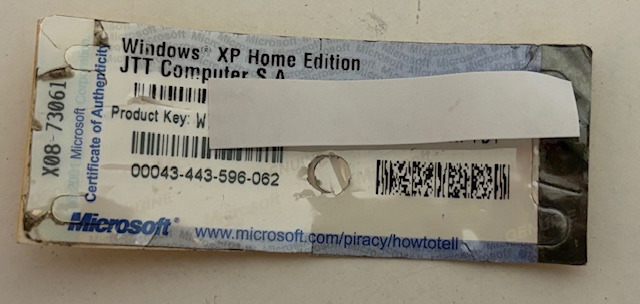 Windows® XP Home Edition
JTT Computer S.A.
Product Key: W
00043-443-596-062
Microsoft®
www.microsoft.com/piracy/howtotell
X08-73061
Microsoft
Certificate of Authenticity